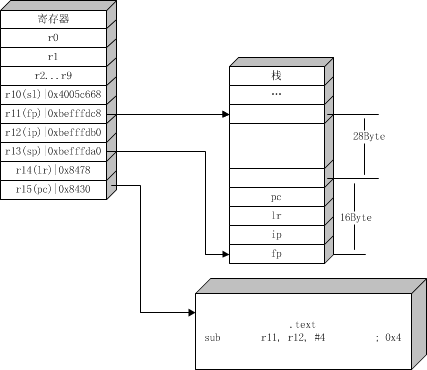 寄存器
r0
r1
r2...r9
r10(sl)|0x4005c668
r11(fp)|0xbefffdc8
r12(ip)|0xbefffdb0
r13(sp)|0xbefffda0
r14(lr)|0x8478
r15(pc)|0x8430
栈
…
28Byte
pc
lr
16Byte
ip
fp
.text
sub r11, r12, #4 ; 0x4